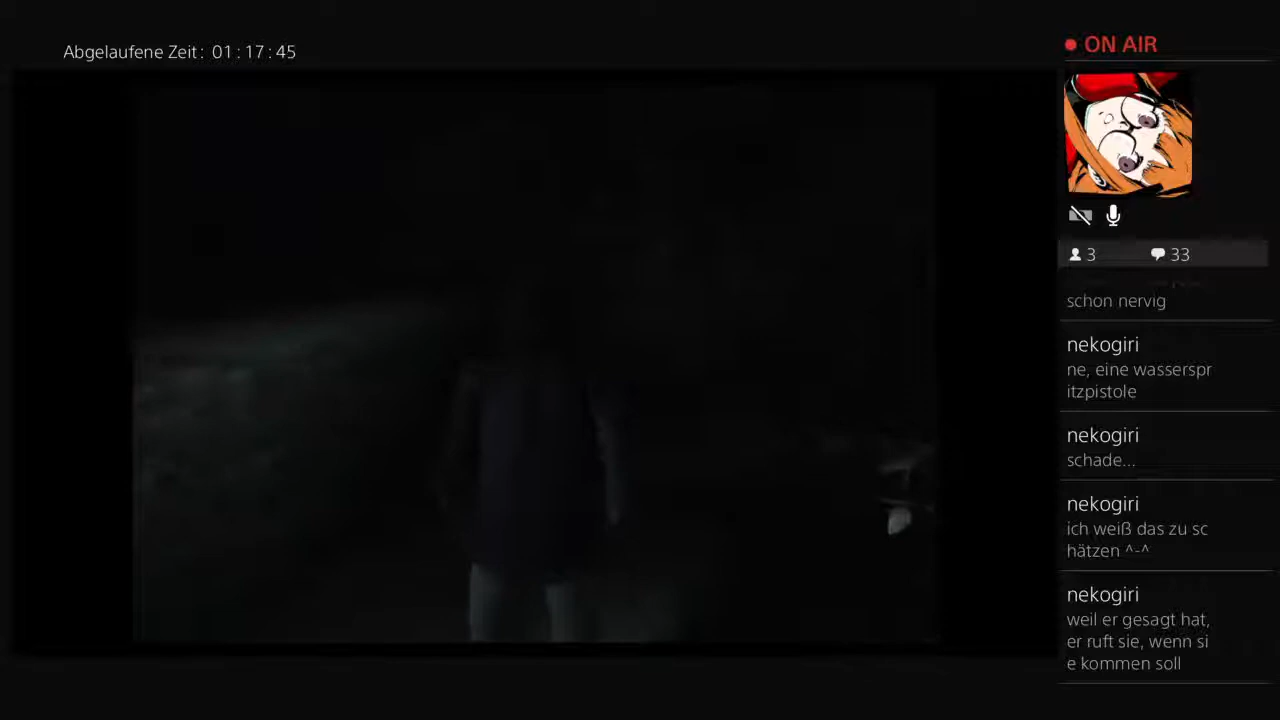 Abgelaufene Zeit: 01:17:45
ON AIR
3
33
schon nervig
nekogiri
ne, eine wasserspr
itzpistole
nekogiri
schade...
nekogiri
ich weiß das zu sc
hätzen ^-^
nekogiri
weil er gesagt hat,
er ruft sie, wenn si
e kommen soll